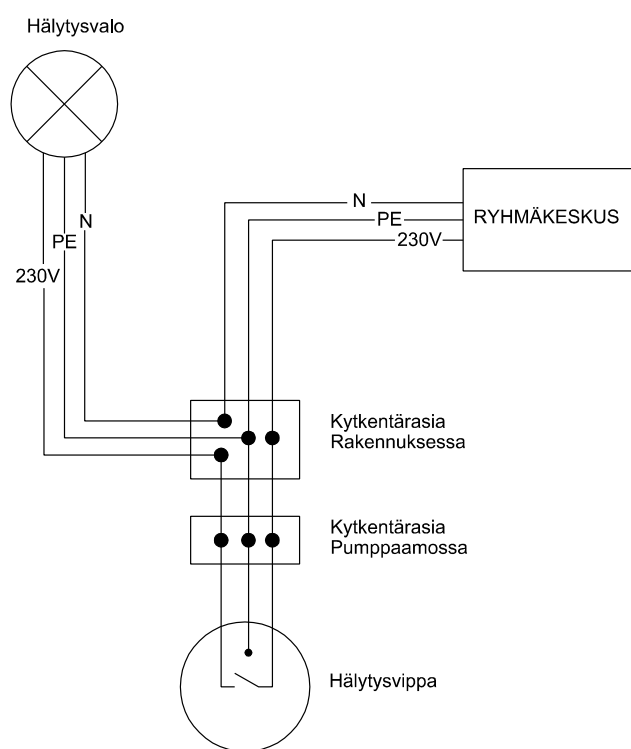 Hälytysvalo
N
PE
230V
N
PE
230V
RYHMÄKESKUS
Kytkentärasia
Rakennuksessa
Kytkentärasia
Pumppaamossa
Hälytysvippa